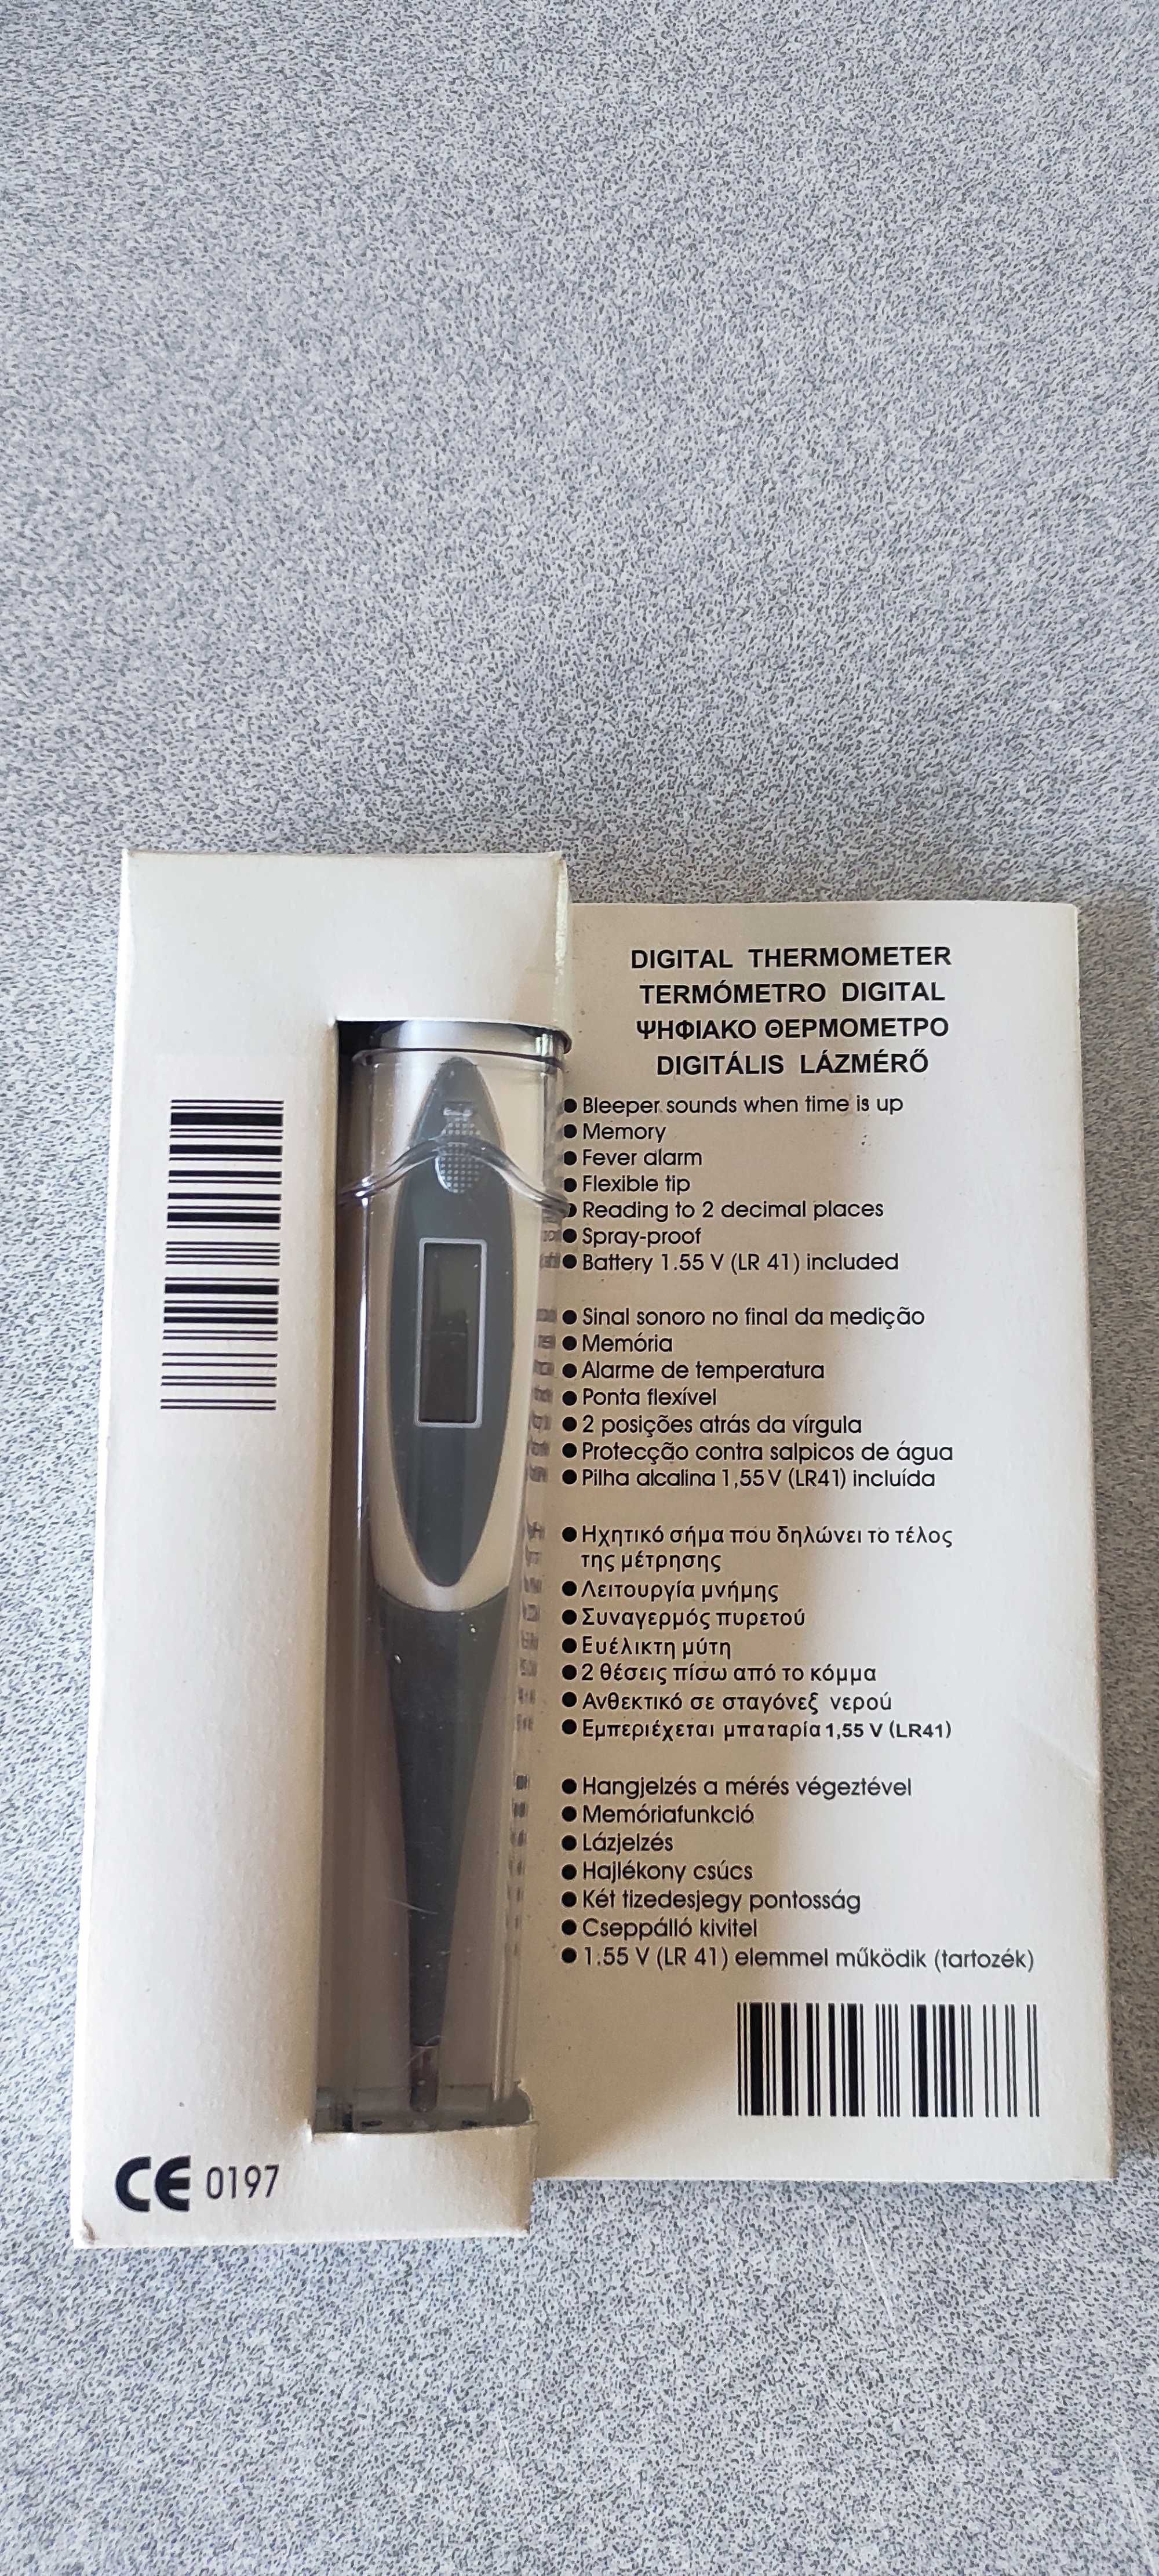 DIGITAL THERMOMETER
TERMÓMETRO DIGITAL
ΨΗΦΙΑΚΟ ΘΕΡΜΟΜΕΤΡΟ
DIGITÁLIS LÁZMÉRŐ
● Bleeper sounds when time is up
● Memory
● Fever alarm
● Flexible tip
● Reading to 2 decimal places
● Spray-proof
● Battery 1.55 V (LR 41) included
● Sinal sonoro no final da medição
● Memória
● Alarme de temperatura
● Ponta flexível
● 2 posições atrás da vírgula
● Protecção contra salpicos de água
● Pilha alcalina 1,55 V (LR41) incluída
● Ηχητικό σήμα που δηλώνει το τέλος
της μέτρησης
● Λειτουργία μνήμης
● Συναγερμός πυρετού
● Ευέλικτη μύτη
● 2 θέσεις πίσω από το κόμμα
● Ανθεκτικό σε σταγόνεξ νερού
● Εμπεριέχεται μπαταρία 1,55 V (LR41)
● Hangjelzés a mérés végeztével
● Memóriafunkció
● Lázjelzés
● Hajlékony csúcs
● Két tizedesjegy pontosság
● Cseppálló kivitel
● 1.55 V (LR 41) elemmel működik (tartozék)
CE 0197